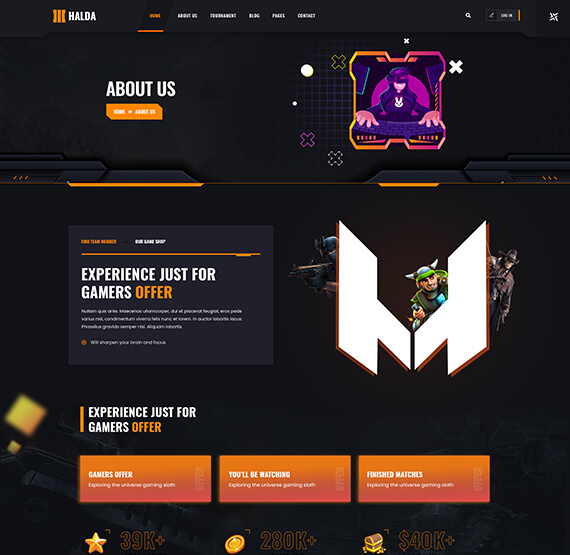 HALDA
HOME ABOUT US TOURNAMENT BLOG PAGES CONTACT
LOG IN
ABOUT US
HOME » ABOUT US
FIND TEAM MEMBER
OUR GAME SHOP
EXPERIENCE JUST FOR
GAMERS OFFER
Nullam quis ante. Maecenas ullamcorper, dui et placerat feugiat, eros pede
varius nisi, condimentum viverra felis nunc et lorem. In auctor lobortis lacus.
Phasellus gravida semper nisi. Aliquam lobortis.
Will sharpen your brain and focus
EXPERIENCE JUST FOR
GAMERS OFFER
GAMERS OFFER
Exploring the universe gaming sloth
OFFER
YOU'LL BE WATCHING
Exploring the universe gaming sloth
OFFER
FINISHED MATCHES
Exploring the universe gaming sloth
OFFER
39K+
280K+
$40K+